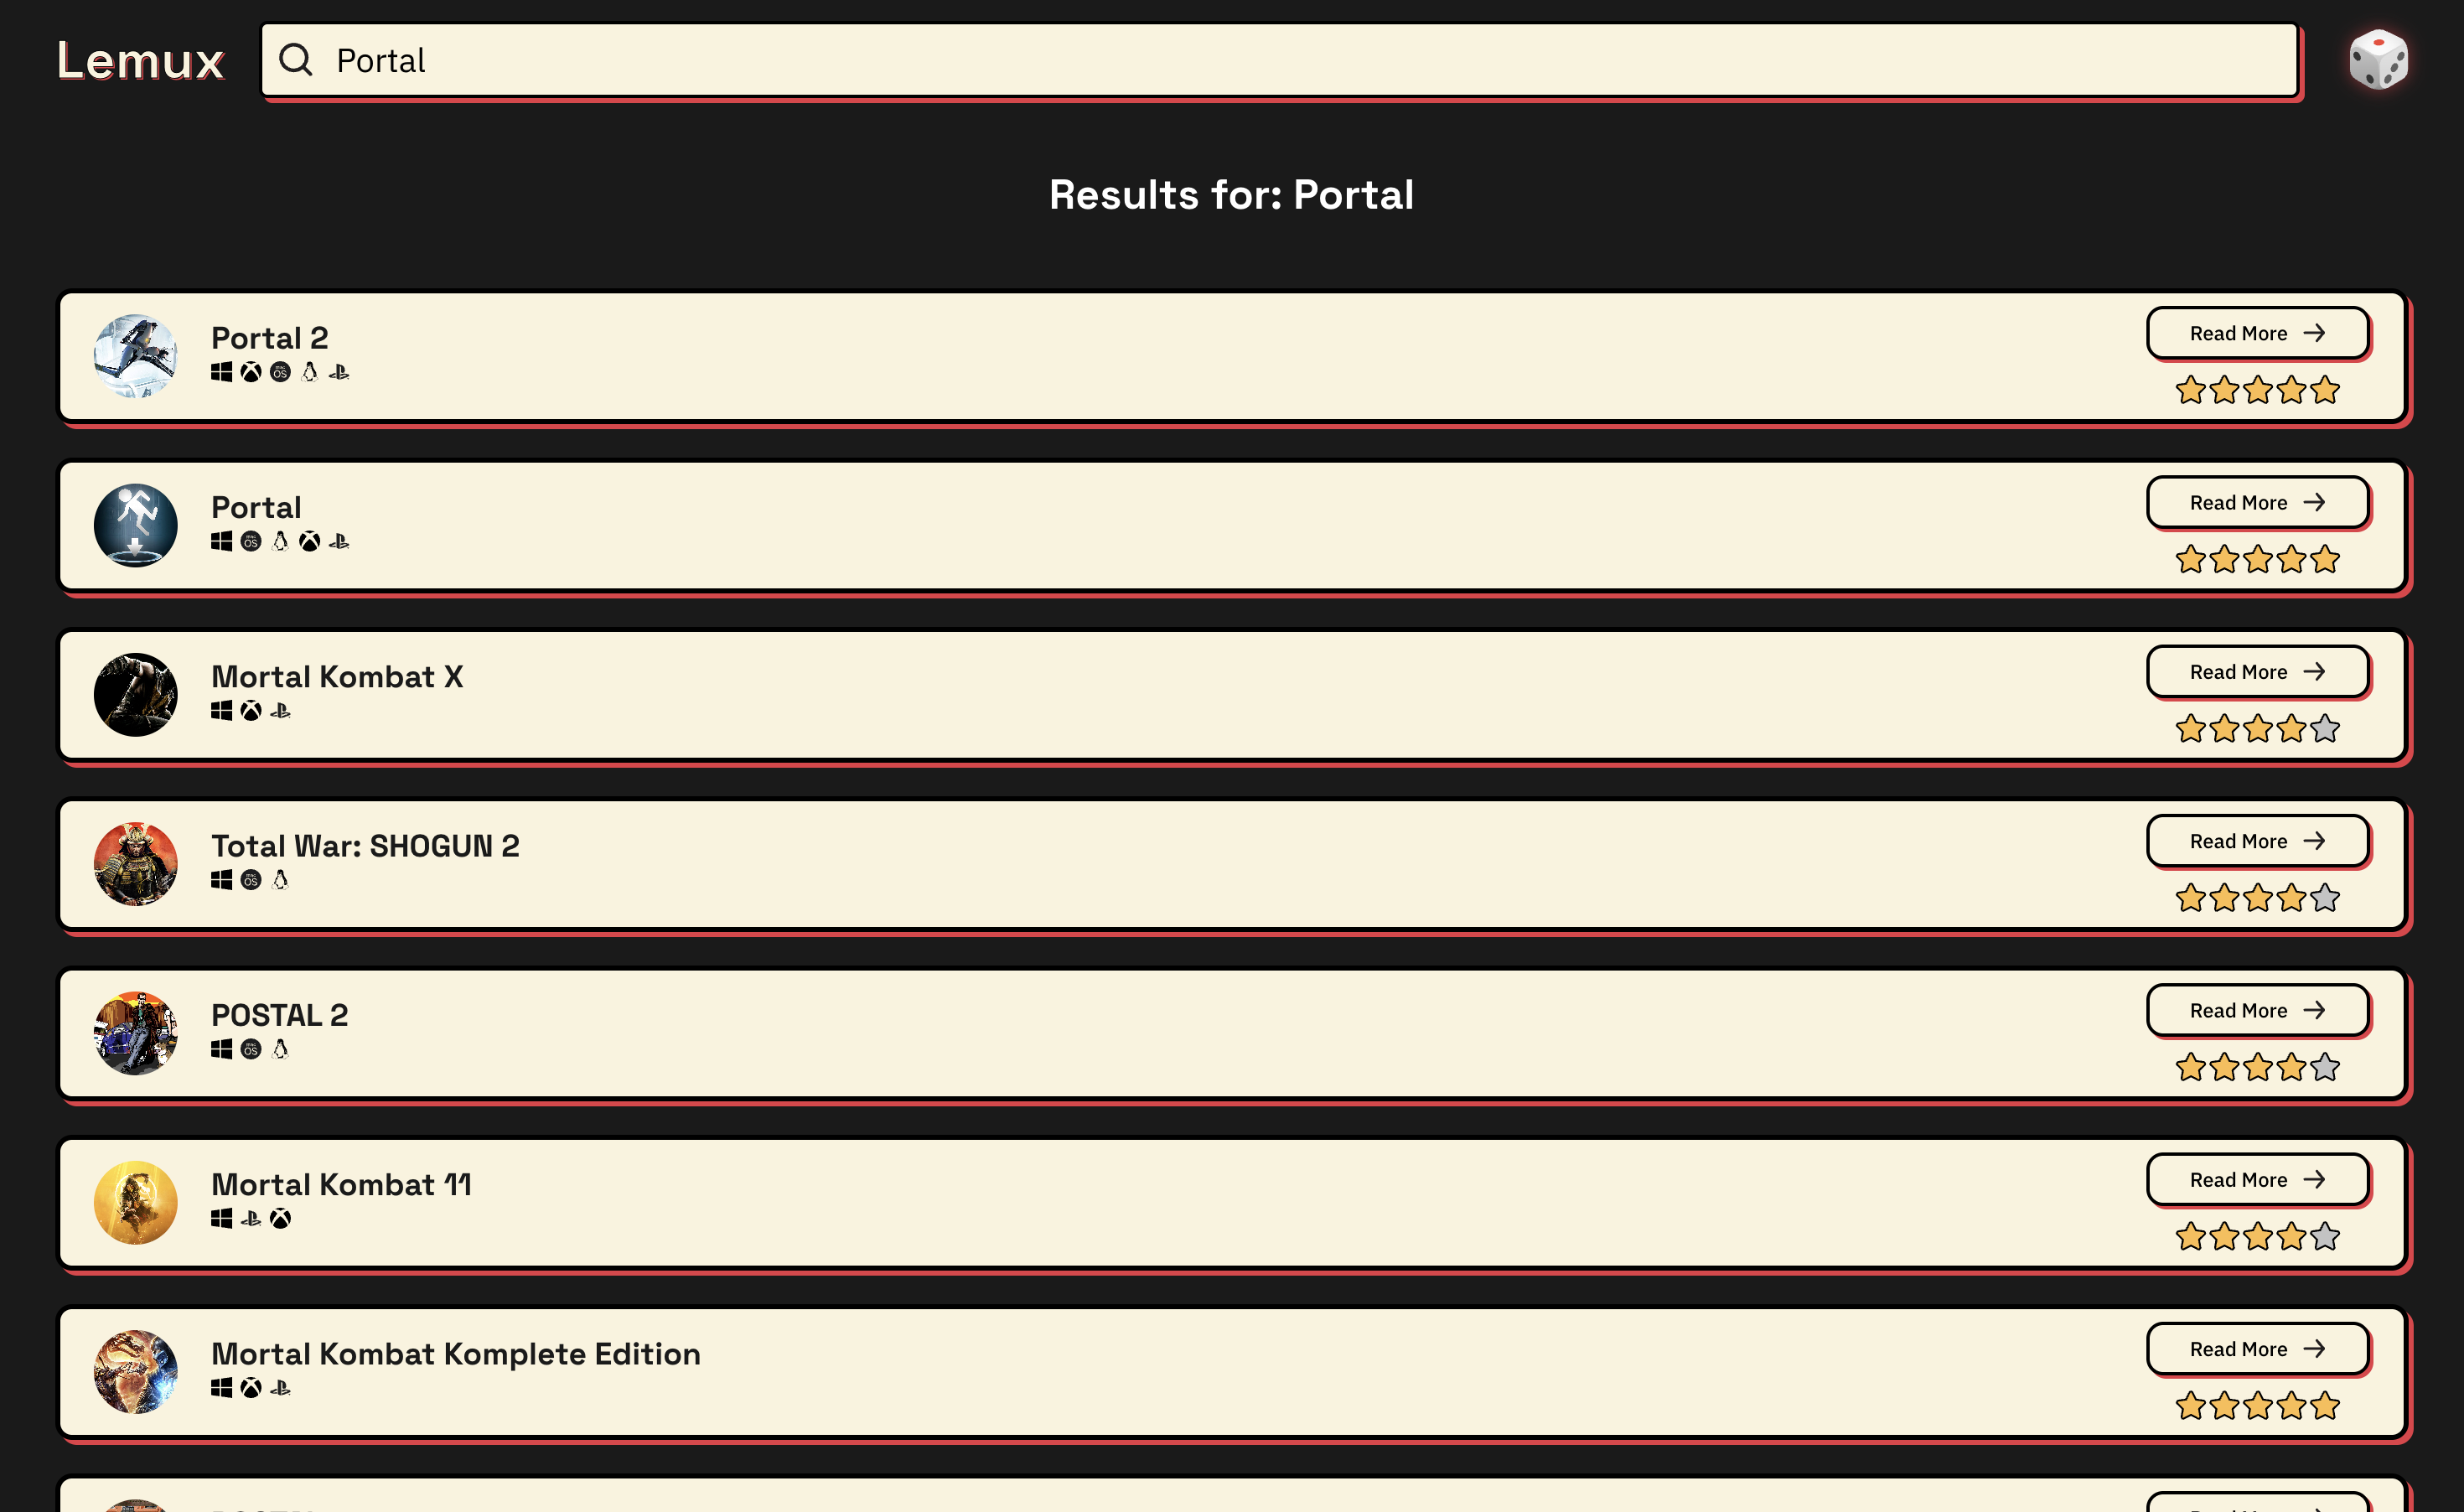 Lemux
Portal
Results for: Portal
Portal 2
Read More
Portal
Read More
Mortal Kombat X
Read More
Total War: SHOGUN 2
Read More
POSTAL 2
Read More
Mortal Kombat 11
Read More
Mortal Kombat Komplete Edition
Read More